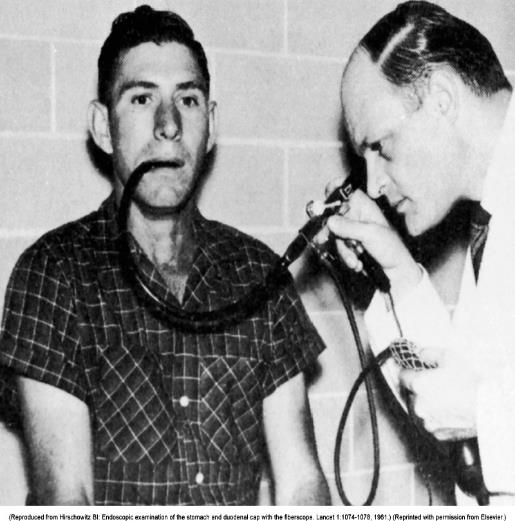 (Reproduced from Hirschowitz BI: Endoscopic examination of the stomach and duodenal cap with the fiberscope. Lancet 1:1074-1078, 1961.) (Reprinted with permission from Elsevier.)